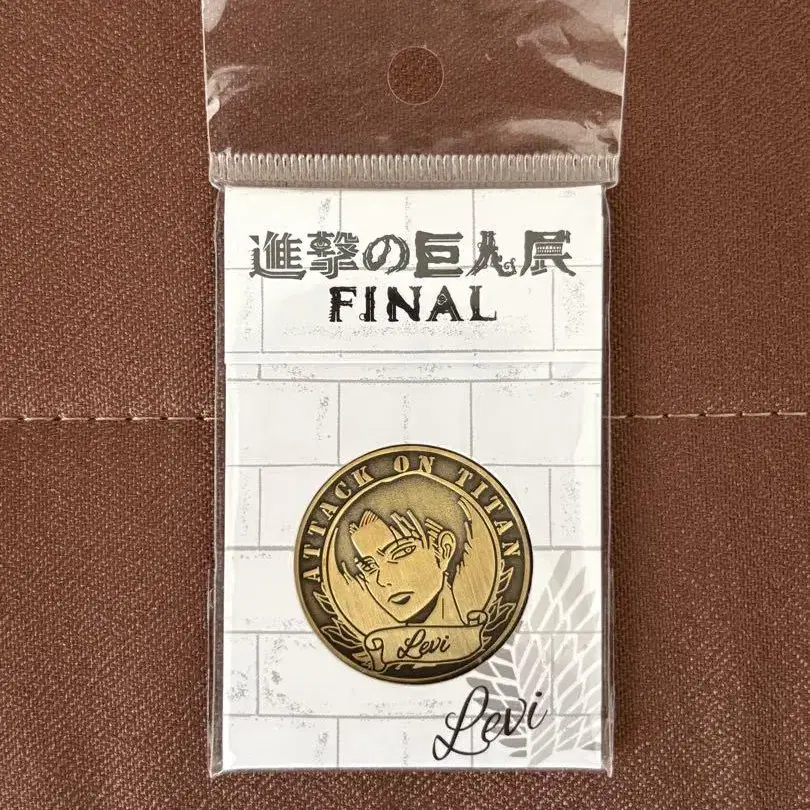 進撃の巨人展
FINAL
ATTACK ON TITAN
Levi
Levi